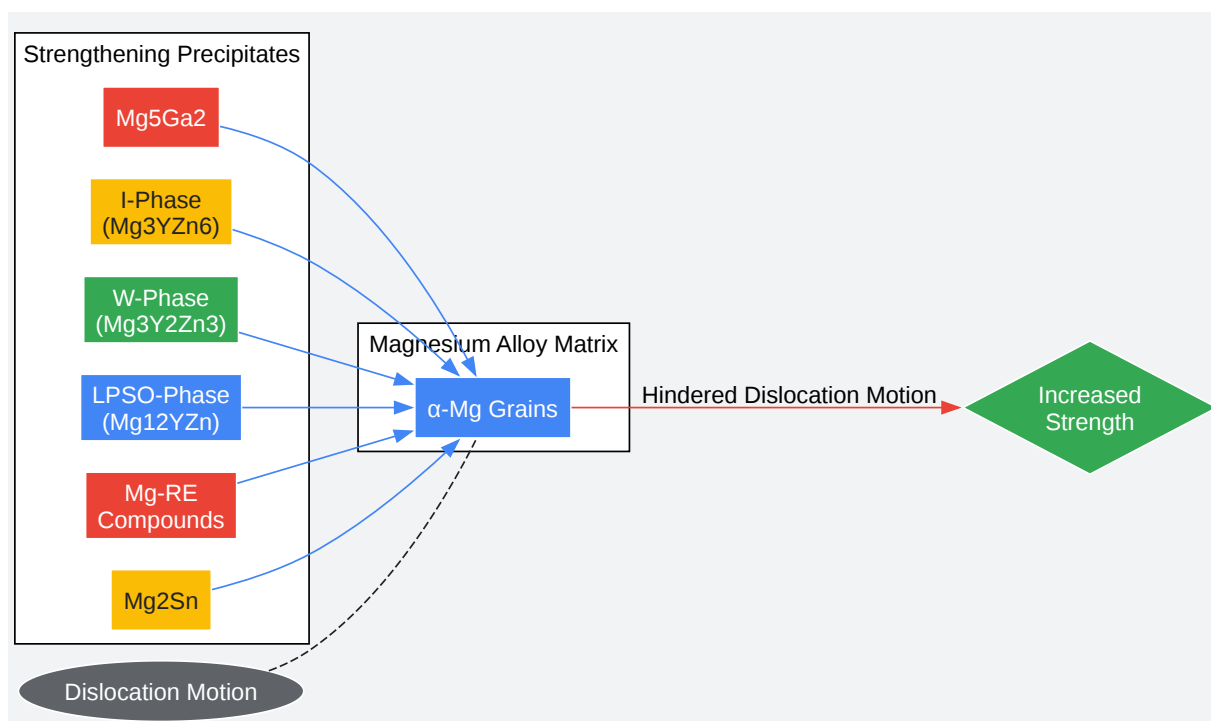 Strengthening Precipitates
Mg5Ga2
I-Phase
(Mg3YZn6)
W-Phase
(Mg3Y2Zn3)
LPSO-Phase
(Mg12YZn)
Mg-RE
Compounds
Mg2Sn
Dislocation Motion
Magnesium Alloy Matrix
α-Mg Grains
Hindered Dislocation Motion
Increased
Strength